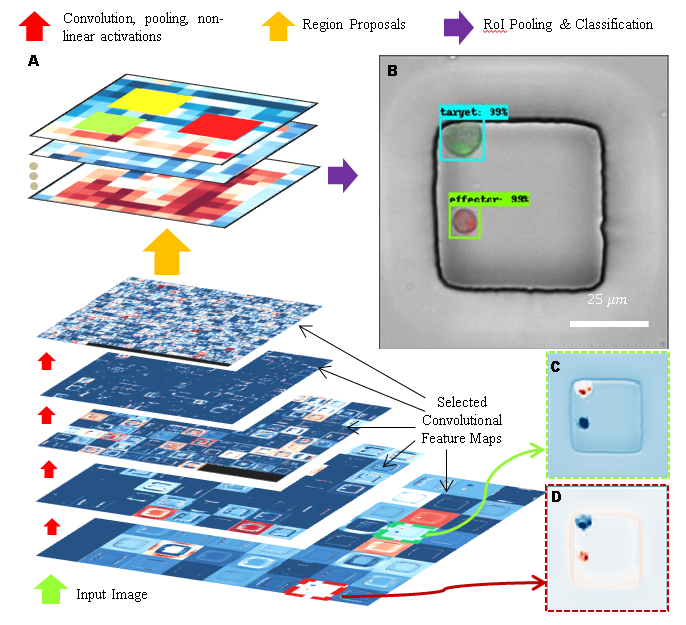 Convolution, pooling, non-
linear activations
Region Proposals
RoI Pooling & Classification
A
B
target: 99%
effector: 99%
25 µm
C
Selected
Convolutional
Feature Maps
D
Input Image